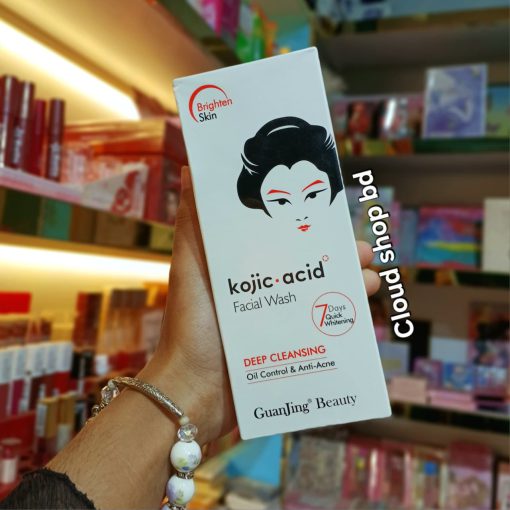 Brighten
Skin
kojic·acid
Facial Wash
7 Days
Quick
Whitening
DEEP CLEANSING
Oil Control & Anti-Acne
GuanJing® Beauty
Cloud shop bd